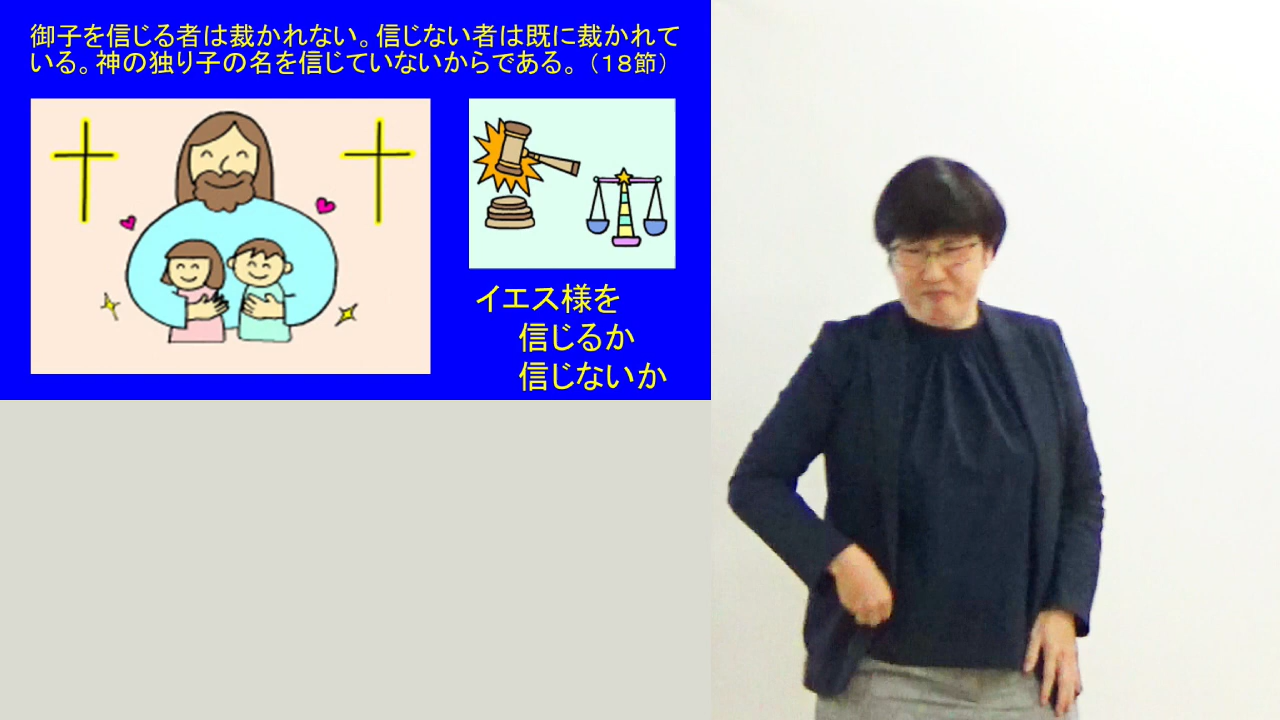 御子を信じる者は裁かれない。信じない者は既に裁かれて
いる。神の独り子の名を信じていないからである。（１８節）
イエス様を
信じるか
信じないか